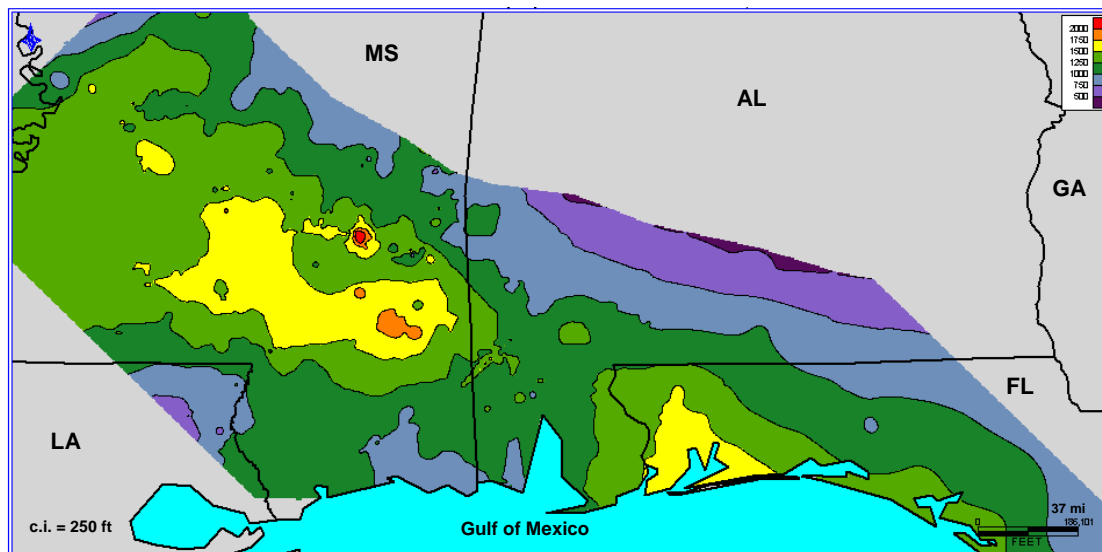 MS
AL
GA
2000
1750
1500
1250
1000
750
500
FL
LA
c.i. = 250 ft
Gulf of Mexico
37 mi
0 186,101
FEET